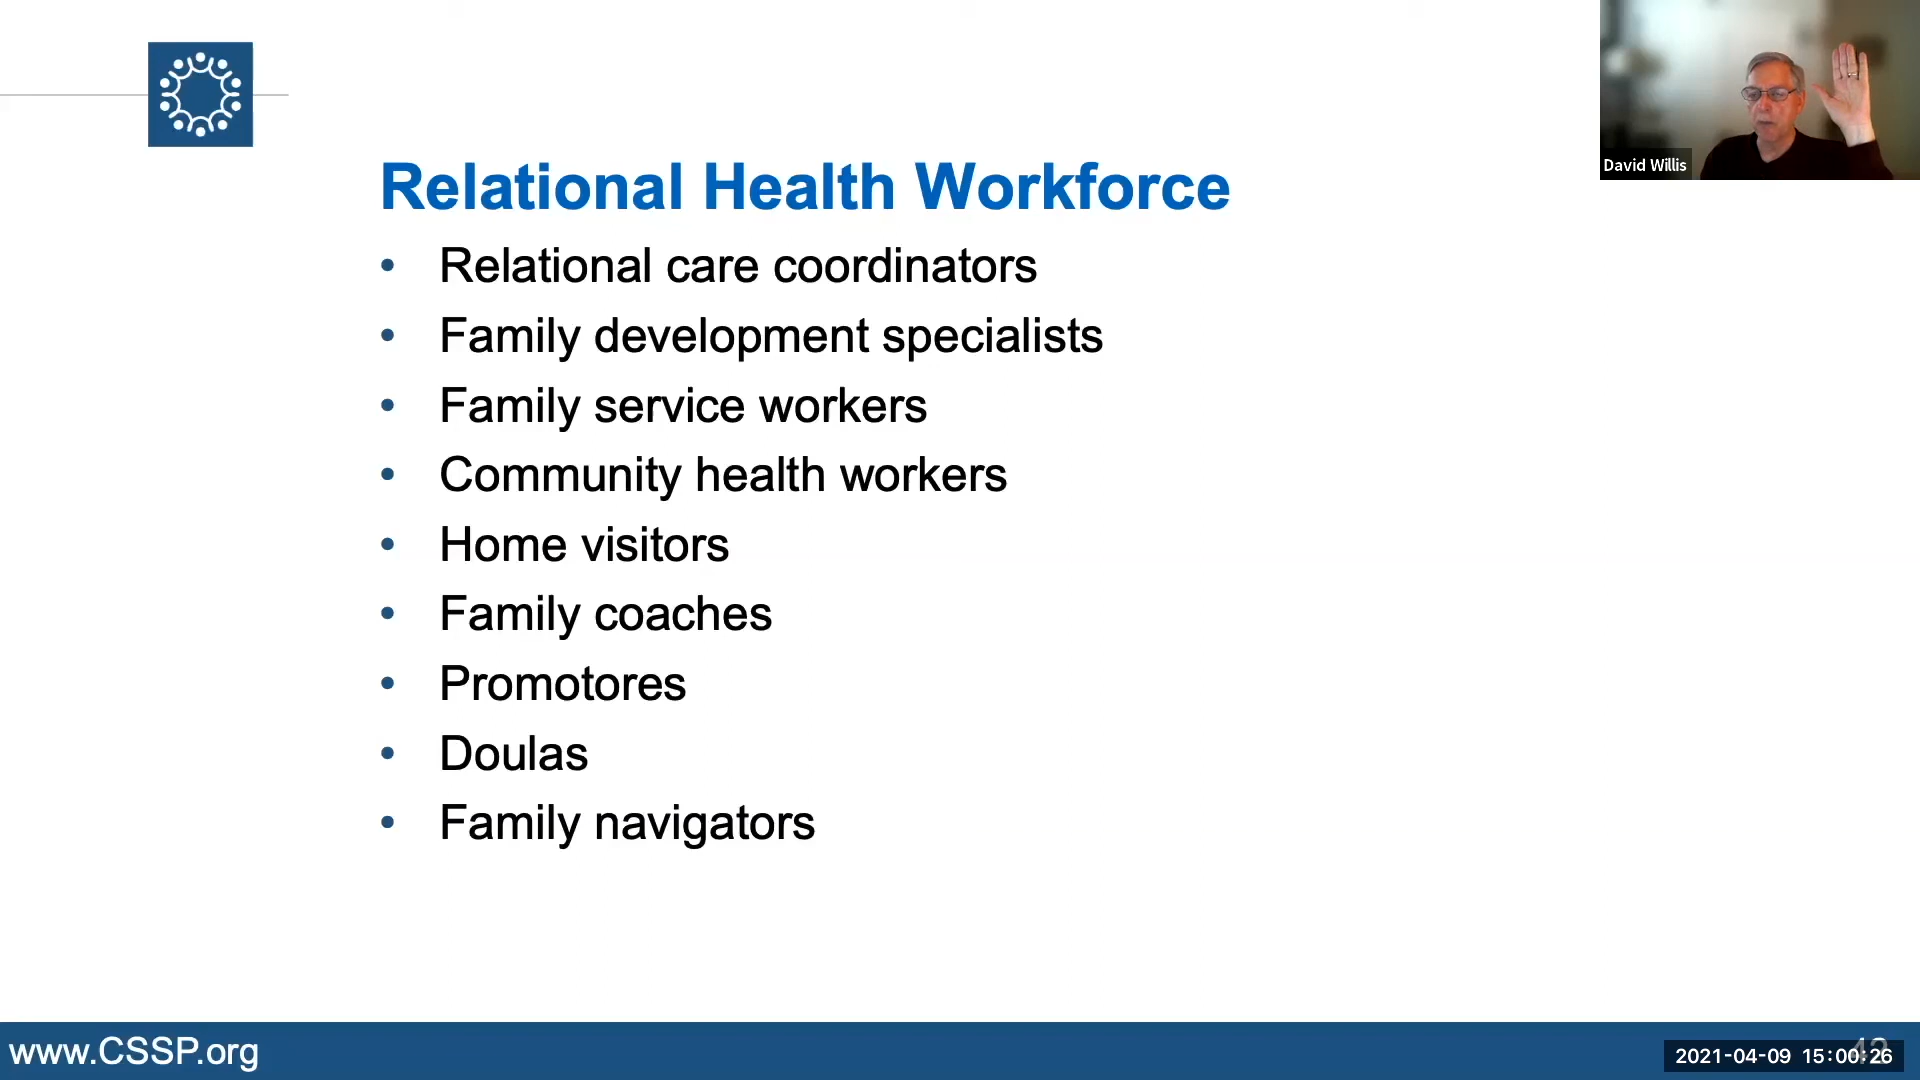 David Willis
Relational Health Workforce
• Relational care coordinators
• Family development specialists
• Family service workers
• Community health workers
• Home visitors
• Family coaches
• Promotores
• Doulas
• Family navigators
www.CSSP.org
2021-04-09 15:00:26